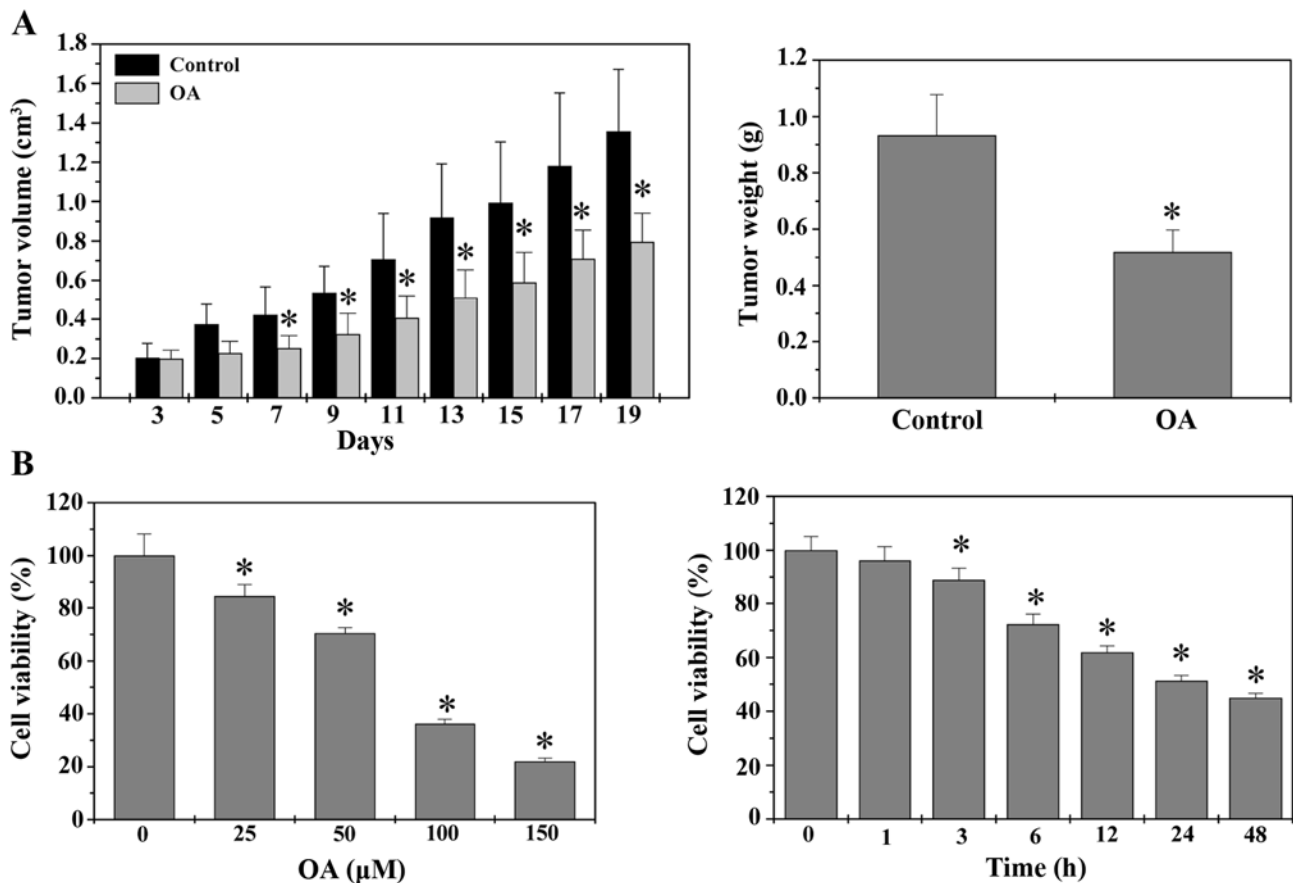 A
Tumor volume (cm³)
1.8
1.6
1.4
1.2
1.0
0.8
0.6
0.4
0.2
0.0
Control
OA
* * * * * * *
3 5 7 9 11 13 15 17 19
Days
Tumor weight (g)
1.2
1.0
0.8
0.6
0.4
0.2
0.0
*
Control OA
B
Cell viability (%)
120
100
80
60
40
20
0
* * * *
0 25 50 100 150
OA (µM)
Cell viability (%)
120
100
80
60
40
20
0
* * * * *
0 1 3 6 12 24 48
Time (h)